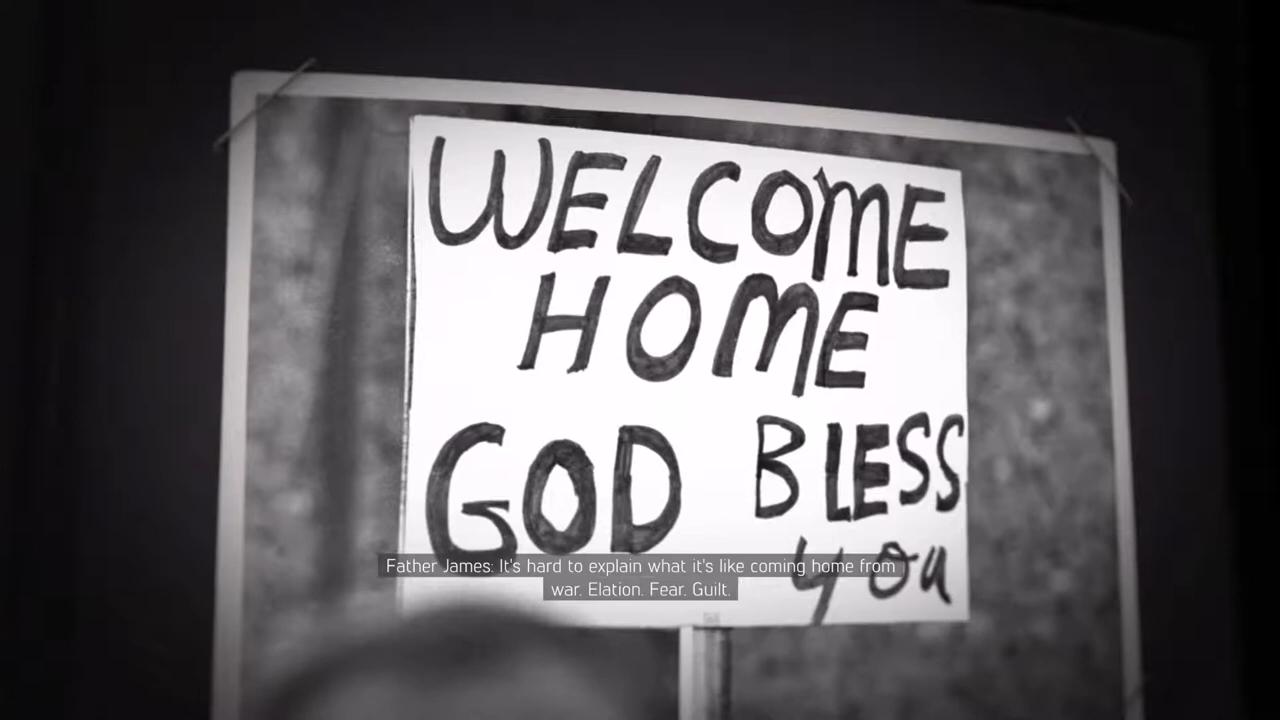 WELCOME
HOME
GOD BLESS
you
Father James: It's hard to explain what it's like coming home from
war. Elation. Fear. Guilt.